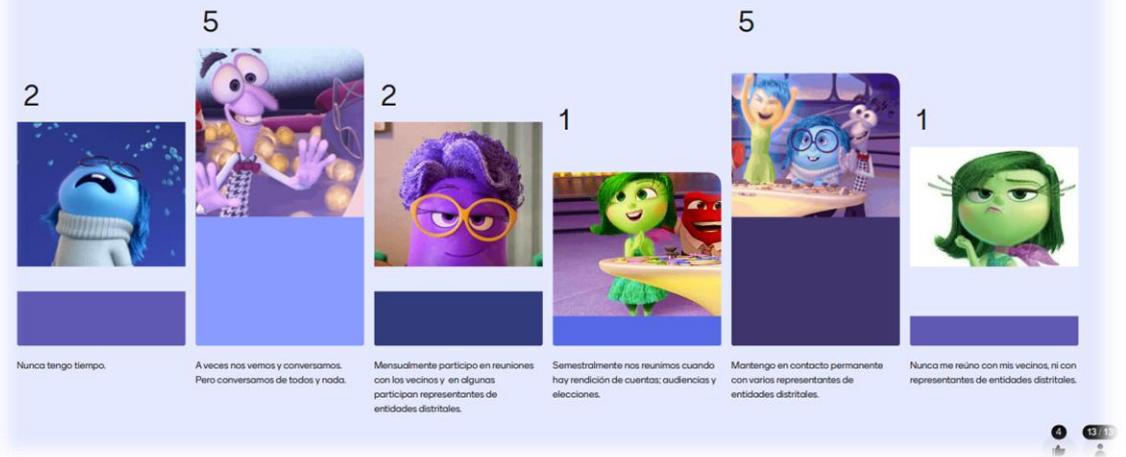 2
5
2
1
5
1
Nunca tengo tiempo.
A veces nos vemos y conversamos.
Pero conversamos de todos y nada.
Mensualmente participo en reuniones
con los vecinos y en algunas
participan representantes de
entidades distritales.
Semestralmente nos reunimos cuando
hay rendición de cuentas; audiencias y
elecciones.
Mantengo en contacto permanente
con varios representantes de
entidades distritales.
Nunca me reúno con mis vecinos, ni con
representantes de entidades distritales.
4
13 / 13